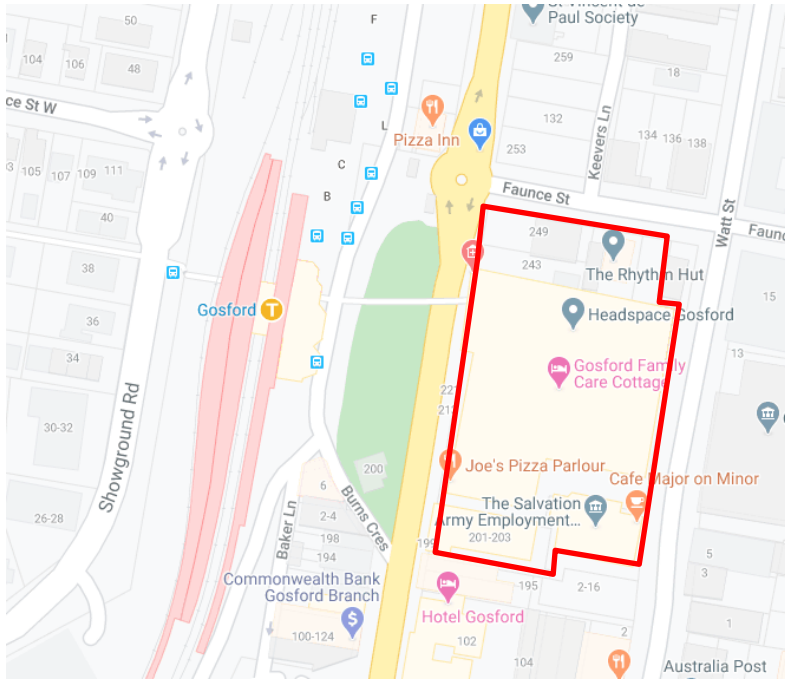 St Vincent de
Paul Society
50
F
104
106
48
259
18
ce St W
L
Pizza Inn
132
134
136
138
253
Keevers Ln
103
105
107
109
111
C
B
Faunce St
Watt St
Faunc
40
249
243
The Rhythm Hut
38
Gosford
T
Headspace Gosford
15
36
34
13
Gosford Family
Care Cottage
221
213
Showground Rd
30-32
200
Joe's Pizza Parlour
Cafe Major on Minor
6
Burns Cres
The Salvation
Army Employment...
26-28
2-4
Baker Ln
198
199
201-203
194
5
3
Commonwealth Bank
Gosford Branch
195
2-16
Hotel Gosford
100-124
102
1
2
104
Australia Post